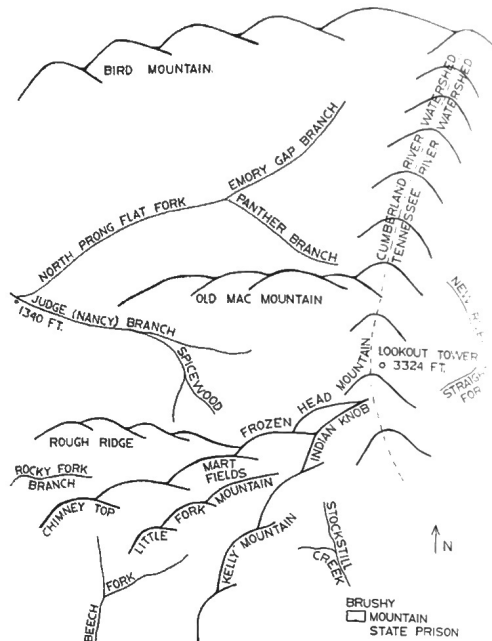 BIRD MOUNTAIN
CUMBERLAND RIVER WATERSHED
TENNESSEE RIVER WATERSHED
EMORY GAP BRANCH
NORTH PRONG FLAT FORK
PANTHER BRANCH
OLD MAC MOUNTAIN
NEW
JUDGE (NANCY) BRANCH
1340 FT.
SPICEWOOD
LOOKOUT TOWER
3324 FT.
STRAIGHT
FOR
FROZEN HEAD MOUNTAIN
INDIAN KNOB
ROUGH RIDGE
ROCKY FORK
BRANCH
MART
FIELDS
CHIMNEY TOP
LITTLE FORK MOUNTAIN
KELLY MOUNTAIN
STOCKSTILL
CREEK
BEECH FORK
N
BRUSHY
MOUNTAIN
STATE PRISON